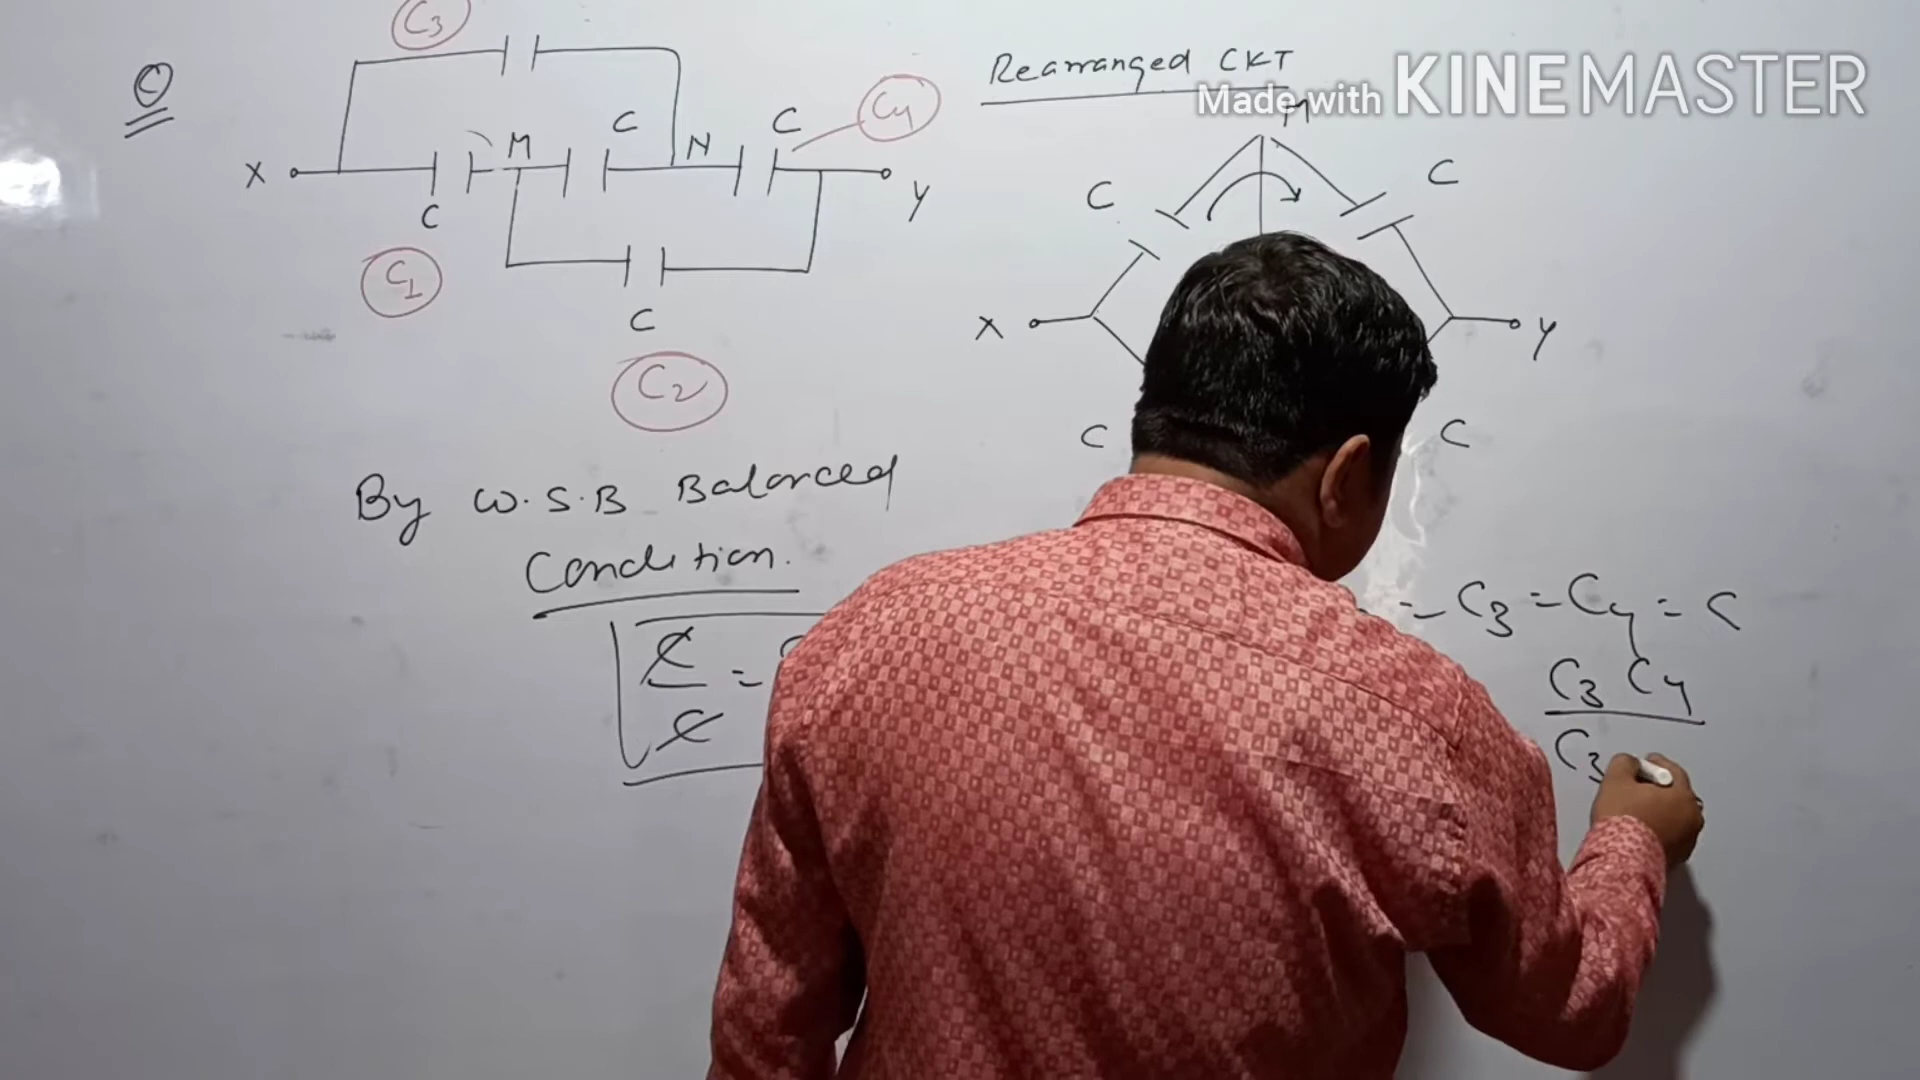 C3
C
C
M
C
N
C
C4
X
Y
C
C1
C
C2
Rearranged CKT
Made with KINEMASTER
M
C
C
X
Y
C
C
By W.S.B Balanced
Condition.
C
=
C
= C3 = C4 = C
C3 C4
C3